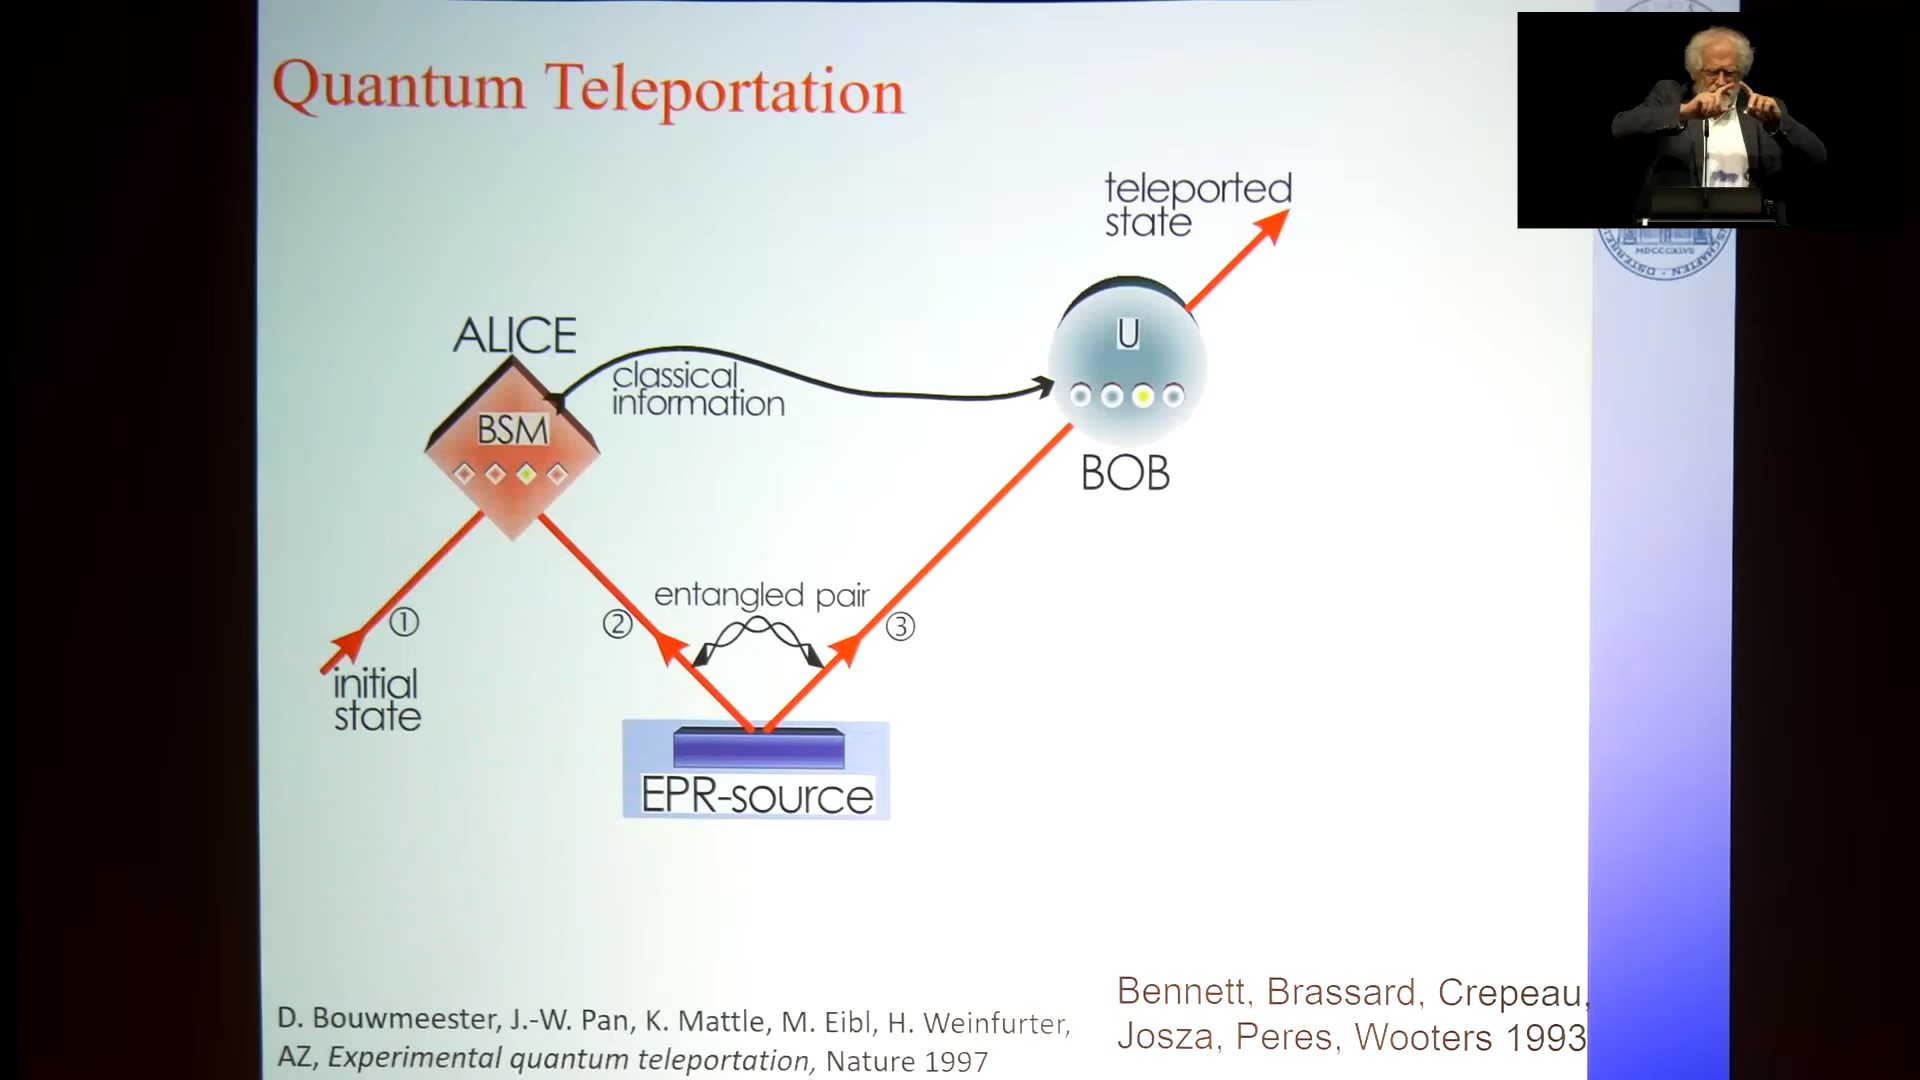 Quantum Teleportation
teleported
state
ALICE
classical
information
U
BSM
BOB
entangled pair
①
②
③
initial
state
EPR-source
D. Bouwmeester, J.-W. Pan, K. Mattle, M. Eibl, H. Weinfurter,
AZ, Experimental quantum teleportation, Nature 1997
Bennett, Brassard, Crepeau,
Josza, Peres, Wooters 1993
MDCCCXLVII